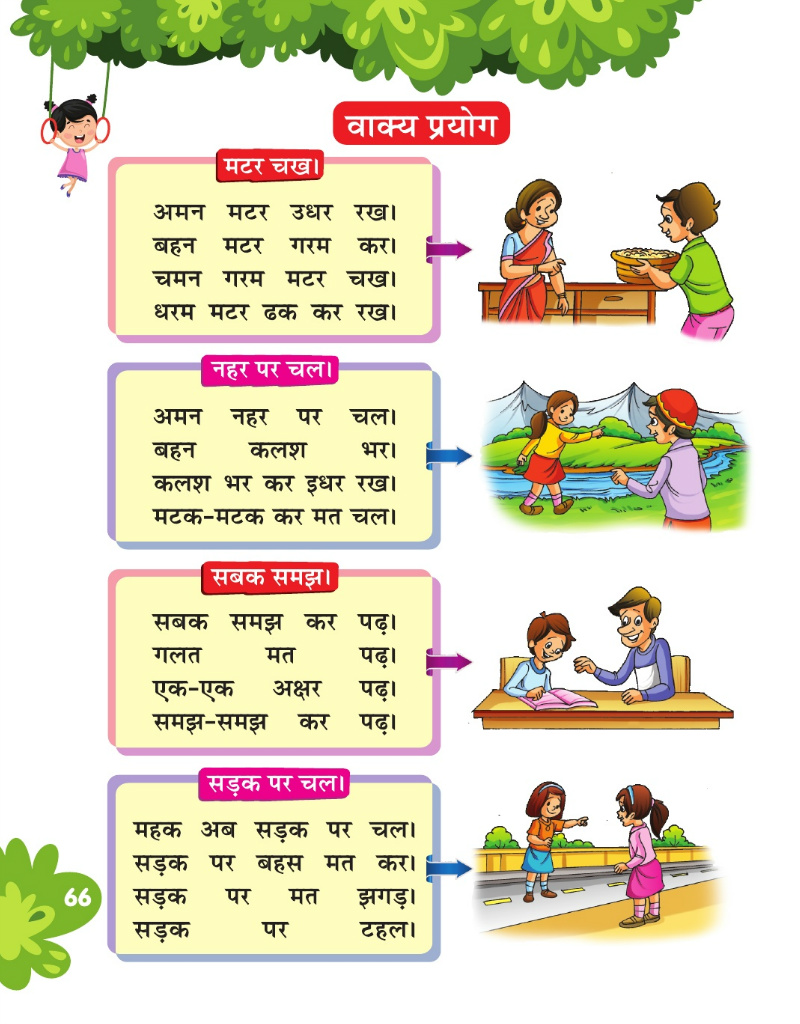 वाक्य प्रयोग
मटर चख।
अमन मटर उधर रख।
बहन मटर गरम कर।
चमन गरम मटर चख।
धरम मटर ढक कर रख।
नहर पर चल।
अमन नहर पर चल।
बहन कलश भर।
कलश भर कर इधर रख।
मटक-मटक कर मत चल।
सबक समझ।
सबक समझ कर पढ़।
गलत मत पढ़।
एक-एक अक्षर पढ़।
समझ-समझ कर पढ़।
सड़क पर चल।
महक अब सड़क पर चल।
सड़क पर बहस मत कर।
सड़क पर मत झगड़।
सड़क पर टहल।
66